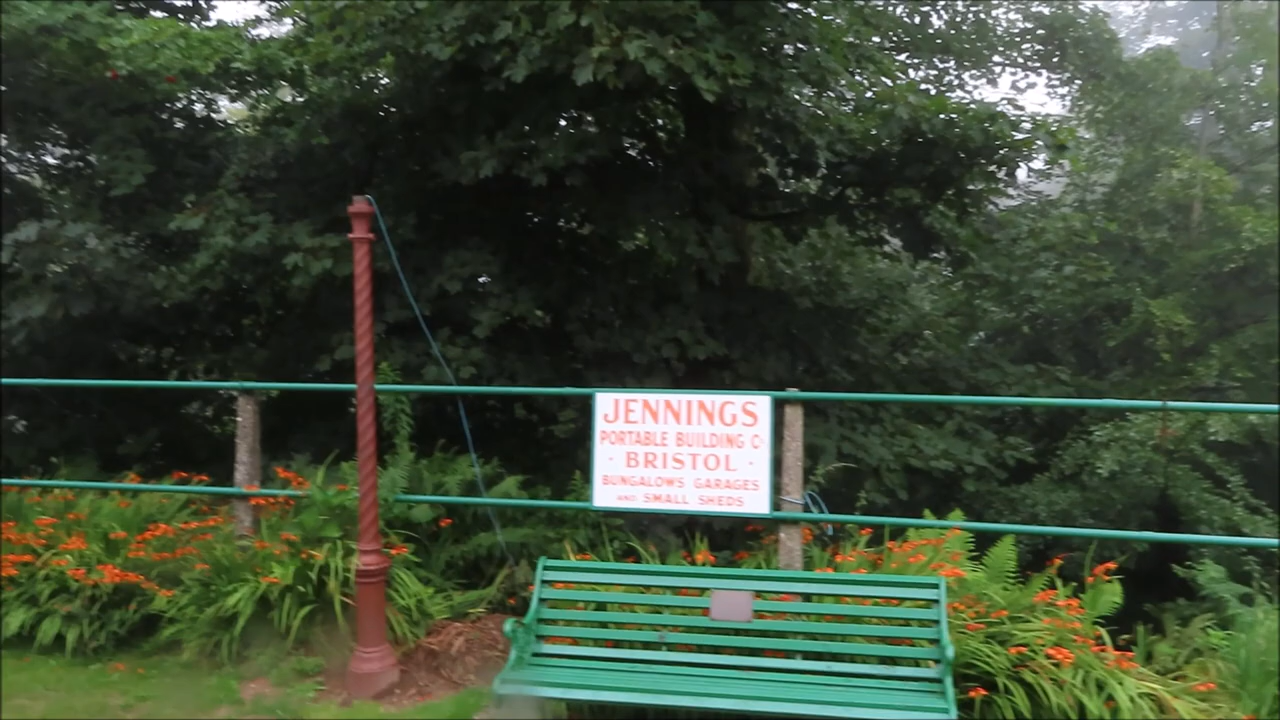 JENNINGS
PORTABLE BUILDING Co
· BRISTOL ·
BUNGALOWS GARAGES
AND SMALL SHEDS